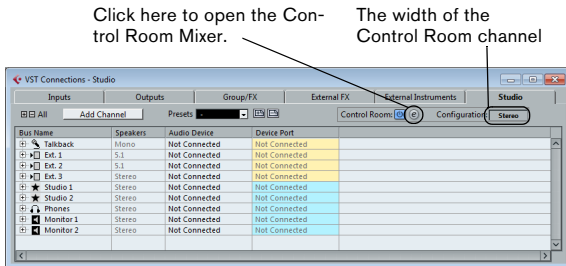 Click here to open the Con-
trol Room Mixer.
The width of the
Control Room channel
VST Connections - Studio
Inputs Outputs Group/FX External FX External Instruments Studio
All Add Channel Presets - Control Room: e Configuration: Stereo
Bus Name Speakers Audio Device Device Port
Talkback Mono Not Connected Not Connected
Ext. 1 5.1 Not Connected Not Connected
Ext. 2 5.1 Not Connected Not Connected
Ext. 3 Stereo Not Connected Not Connected
Studio 1 Stereo Not Connected Not Connected
Studio 2 Stereo Not Connected Not Connected
Phones Stereo Not Connected Not Connected
Monitor 1 Stereo Not Connected Not Connected
Monitor 2 Stereo Not Connected Not Connected